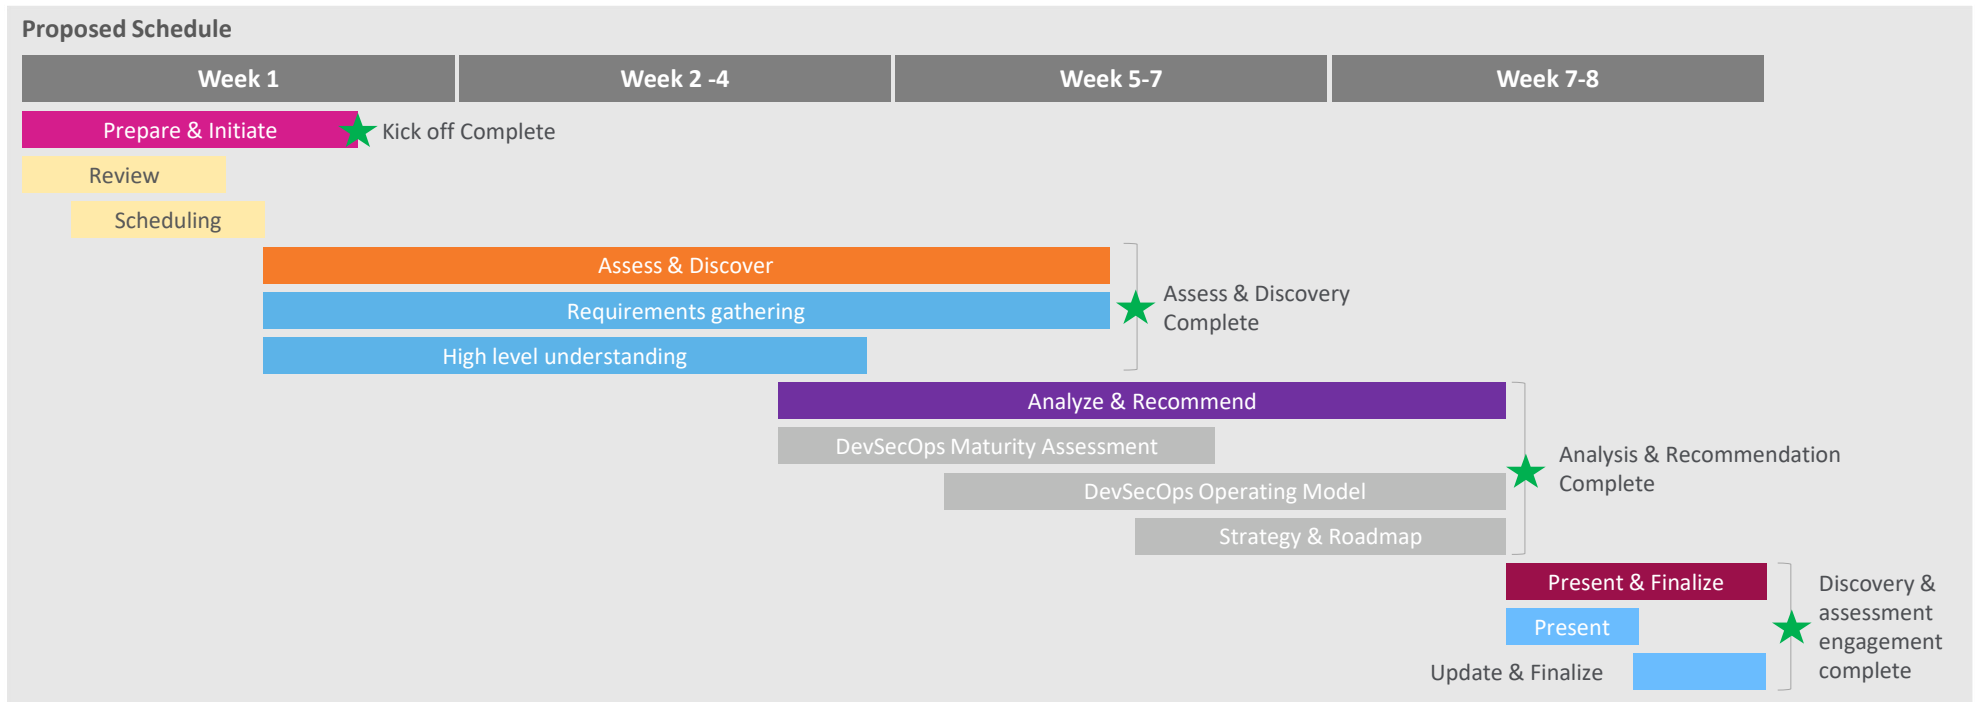 Proposed Schedule
Week 1
Week 2 -4
Week 5-7
Week 7-8
Prepare & Initiate
Kick off Complete
Review
Scheduling
Assess & Discover
Requirements gathering
High level understanding
Assess & Discovery
Complete
Analyze & Recommend
DevSecOps Maturity Assessment
DevSecOps Operating Model
Strategy & Roadmap
Analysis & Recommendation
Complete
Present & Finalize
Present
Update & Finalize
Discovery &
assessment
engagement
complete